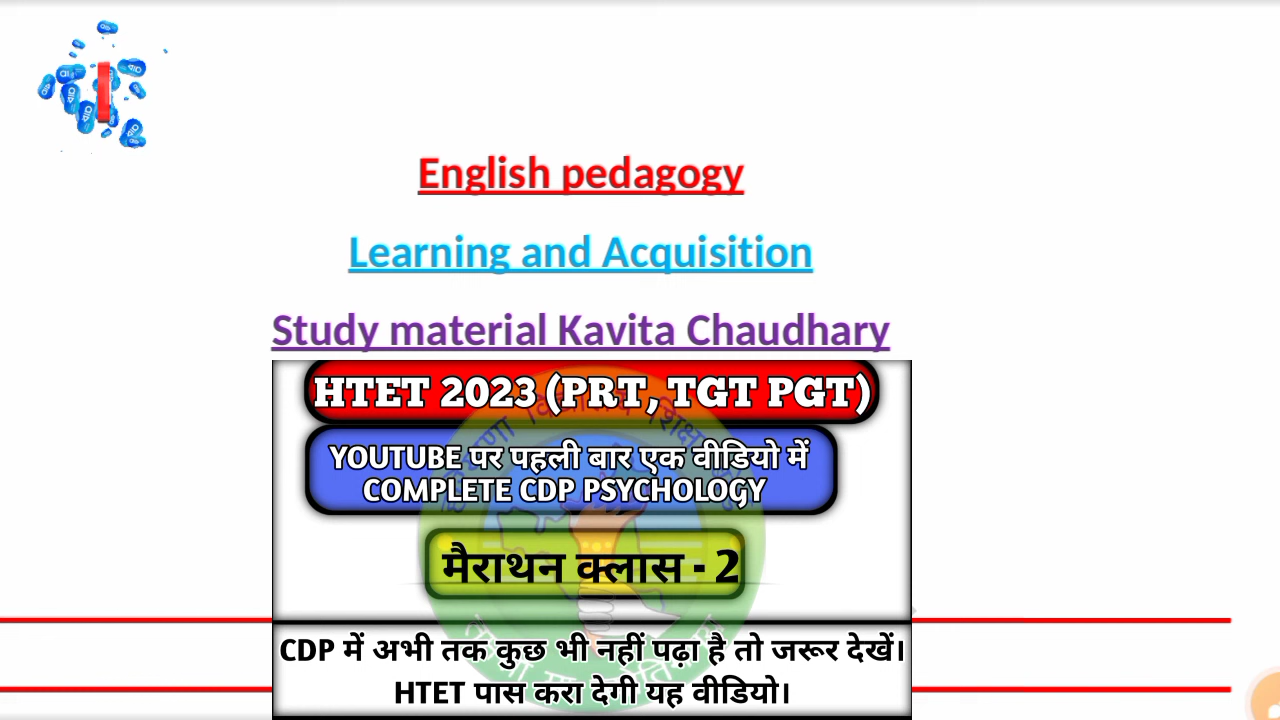 English pedagogy
Learning and Acquisition
Study material Kavita Chaudhary
HTET 2023 (PRT, TGT PGT)
YOUTUBE पर पहली बार एक वीडियो में
COMPLETE CDP PSYCHOLOGY
मैराथन क्लास - 2
CDP में अभी तक कुछ भी नहीं पढ़ा है तो जरूर देखें।
HTET पास करा देगी यह वीडियो।